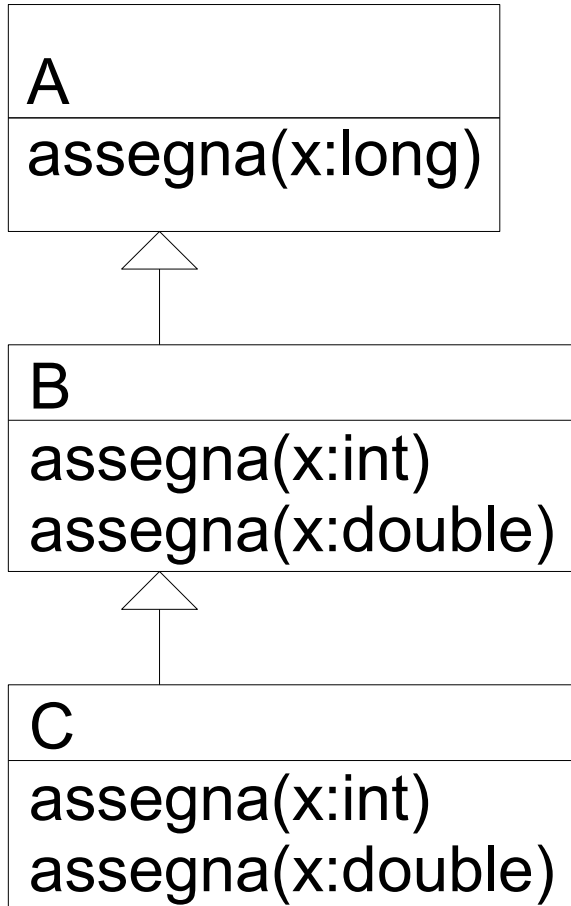 A
assegna(x:long)
B
assegna(x:int)
assegna(x:double)
C
assegna(x:int)
assegna(x:double)